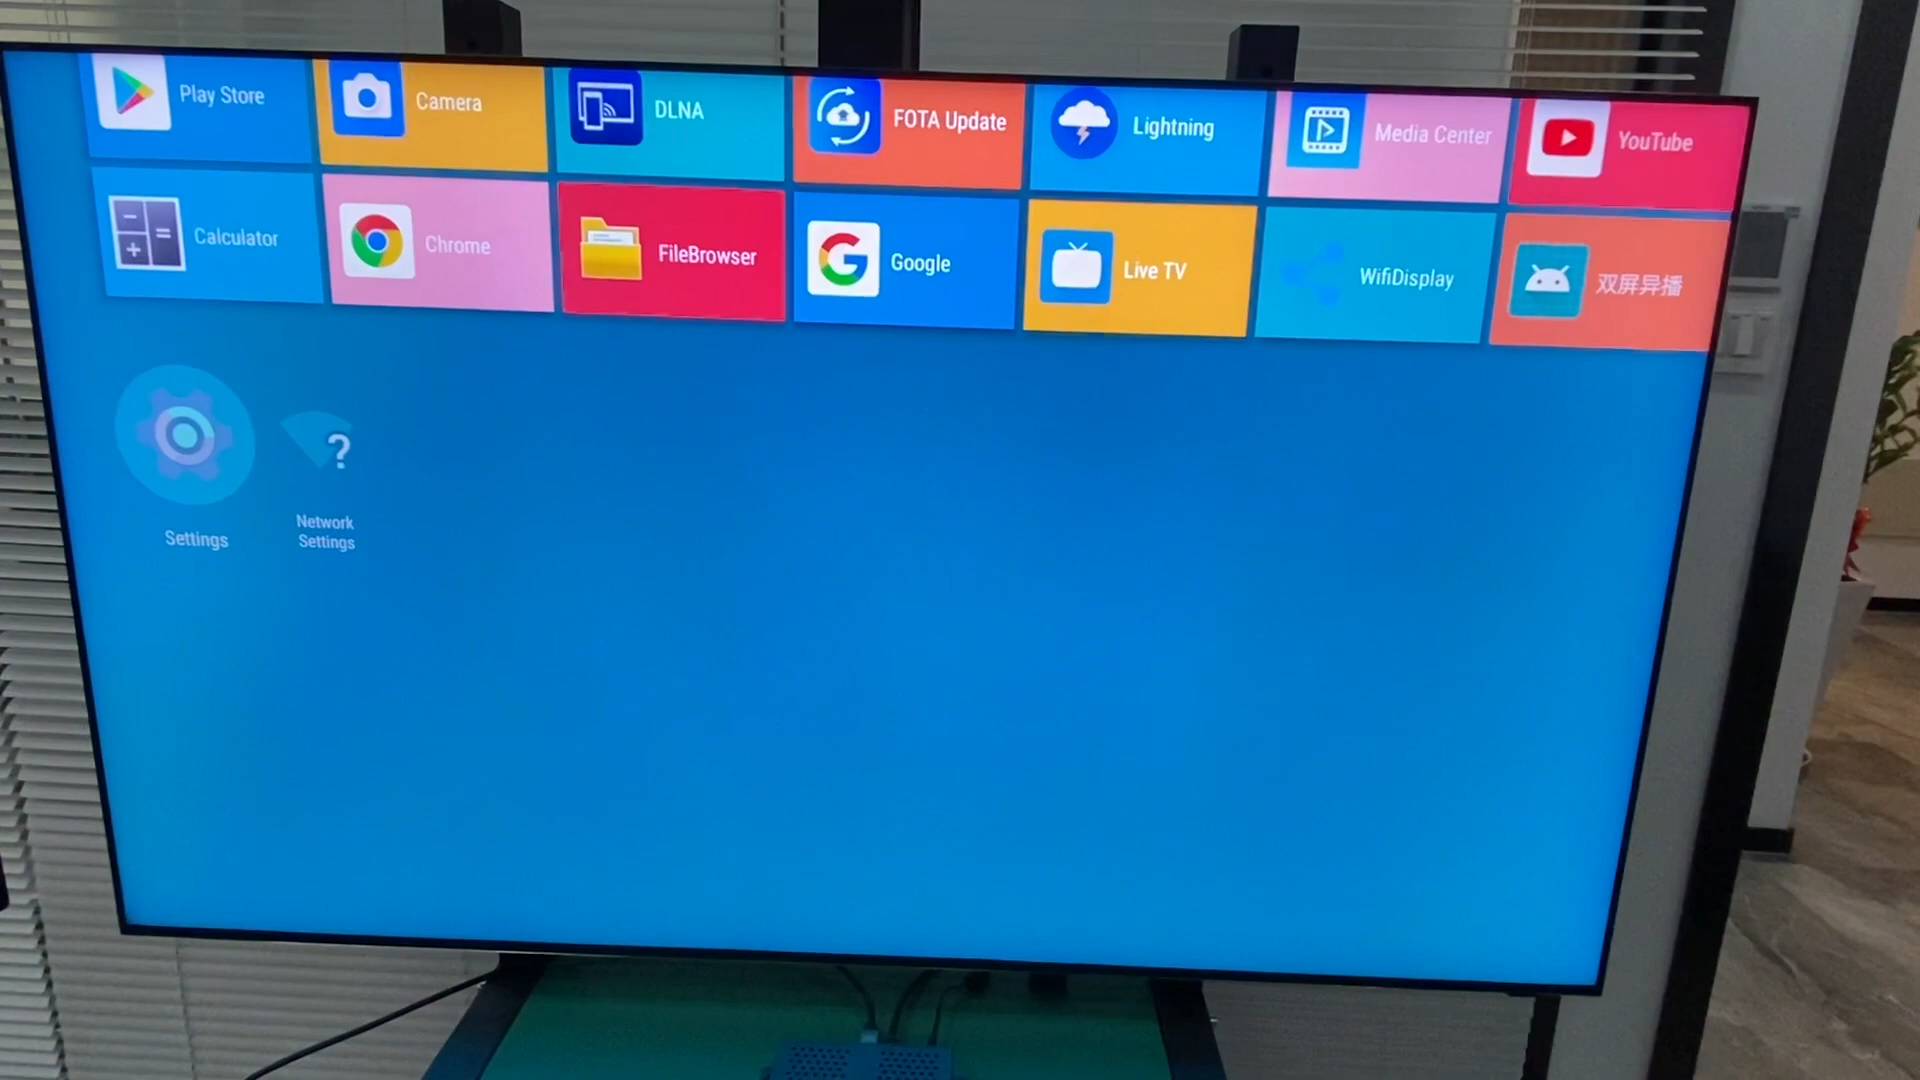 Play Store
Camera
DLNA
FOTA Update
Lightning
Media Center
YouTube
Calculator
Chrome
FileBrowser
Google
Live TV
WifiDisplay
双屏异播
Settings
Network
Settings